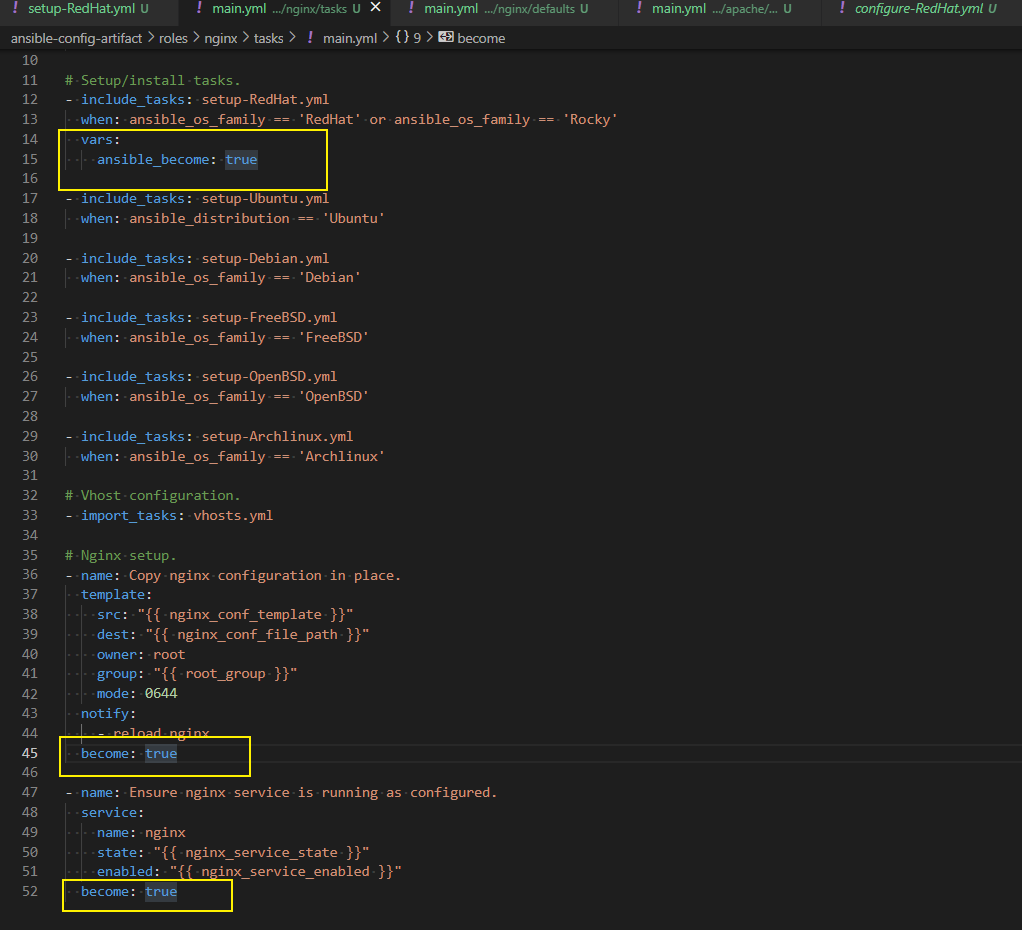 ! setup-RedHat.yml U ! main.yml .../nginx/tasks U X ! main.yml .../nginx/defaults U ! main.yml .../apache/... U ! configure-RedHat.yml U
ansible-config-artifact > roles > nginx > tasks > ! main.yml > {} 9 > become
10
11 # Setup/install tasks.
12 - include_tasks: setup-RedHat.yml
13 when: ansible_os_family == 'RedHat' or ansible_os_family == 'Rocky'
14 vars:
15 ansible_become: true
16
17 - include_tasks: setup-Ubuntu.yml
18 when: ansible_distribution == 'Ubuntu'
19
20 - include_tasks: setup-Debian.yml
21 when: ansible_os_family == 'Debian'
22
23 - include_tasks: setup-FreeBSD.yml
24 when: ansible_os_family == 'FreeBSD'
25
26 - include_tasks: setup-OpenBSD.yml
27 when: ansible_os_family == 'OpenBSD'
28
29 - include_tasks: setup-Archlinux.yml
30 when: ansible_os_family == 'Archlinux'
31
32 # Vhost configuration.
33 - import_tasks: vhosts.yml
34
35 # Nginx setup.
36 - name: Copy nginx configuration in place.
37 template:
38 src: "{{ nginx_conf_template }}"
39 dest: "{{ nginx_conf_file_path }}"
40 owner: root
41 group: "{{ root_group }}"
42 mode: 0644
43 notify:
44 - reload nginx
45 become: true
46
47 - name: Ensure nginx service is running as configured.
48 service:
49 name: nginx
50 state: "{{ nginx_service_state }}"
51 enabled: "{{ nginx_service_enabled }}"
52 become: true